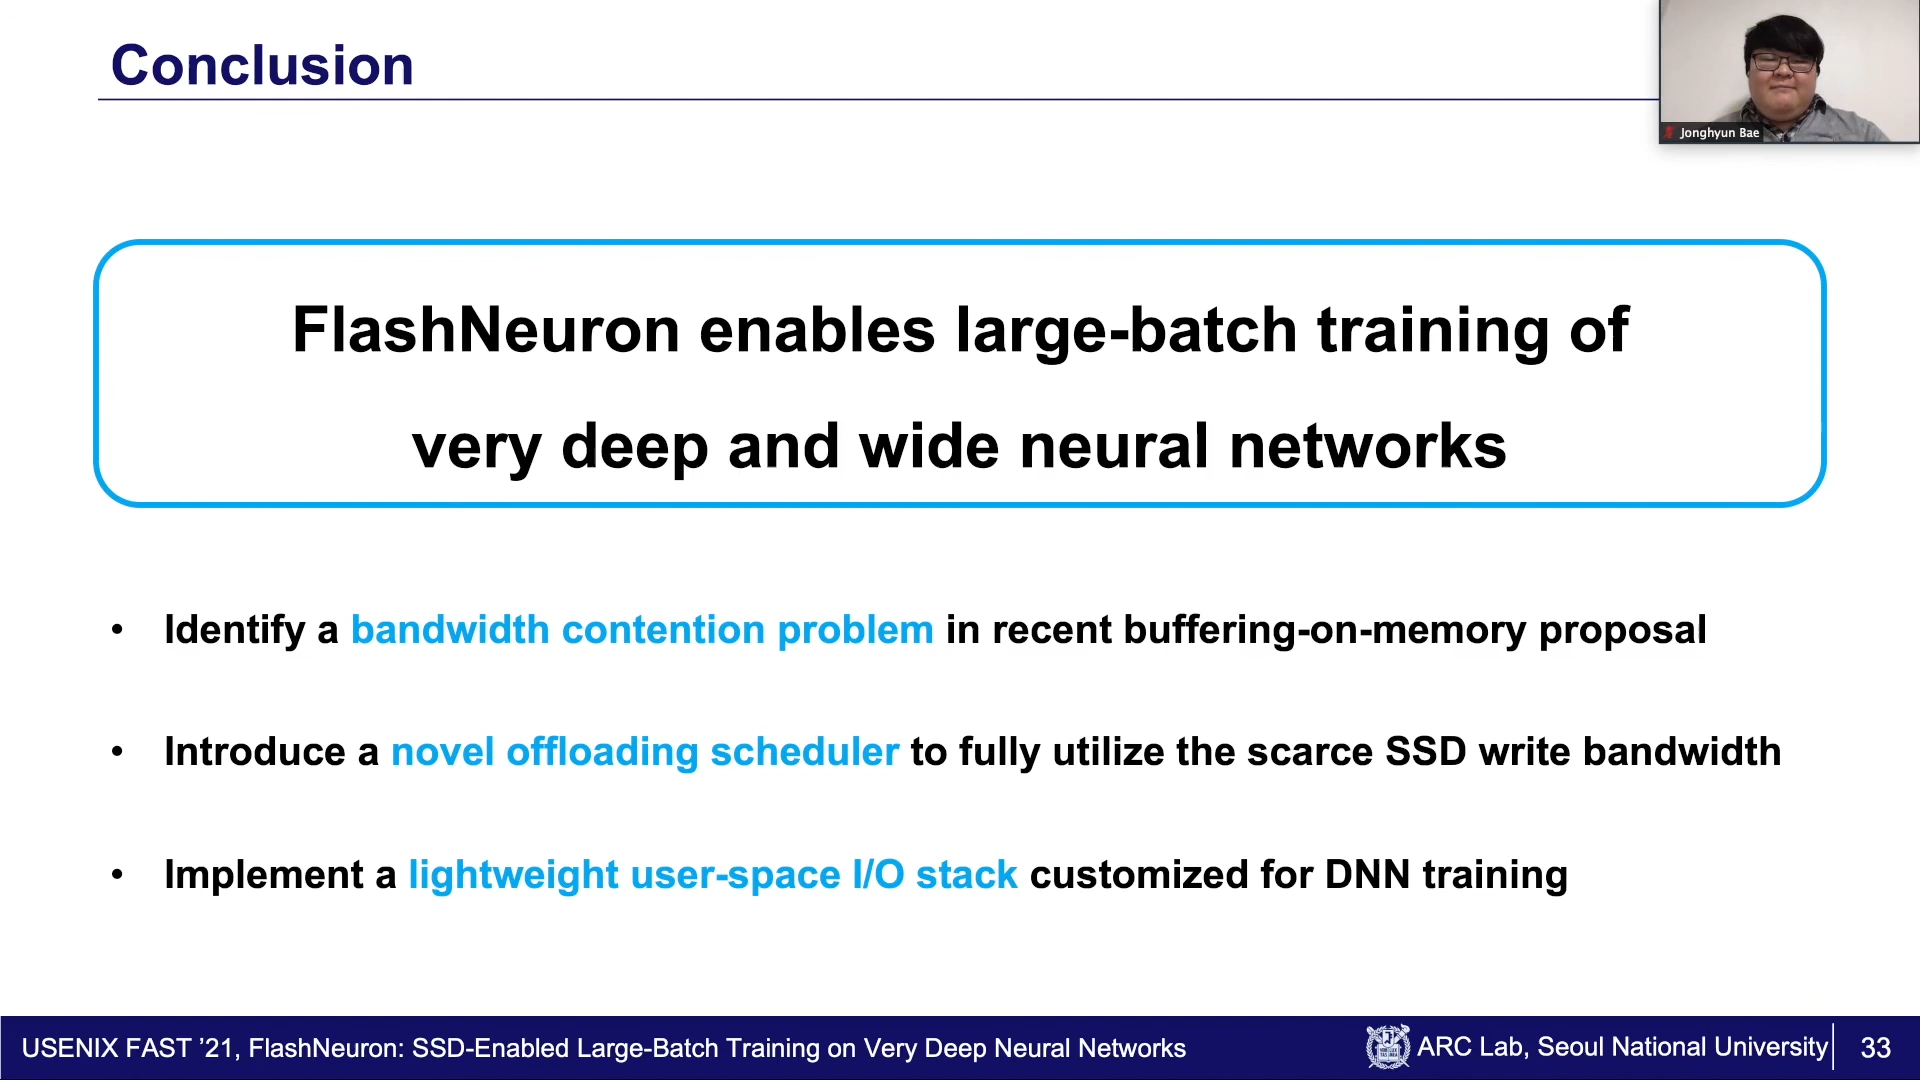 Conclusion
Jonghyun Bae
FlashNeuron enables large-batch training of
very deep and wide neural networks
• Identify a bandwidth contention problem in recent buffering-on-memory proposal
• Introduce a novel offloading scheduler to fully utilize the scarce SSD write bandwidth
• Implement a lightweight user-space I/O stack customized for DNN training
USENIX FAST ’21, FlashNeuron: SSD-Enabled Large-Batch Training on Very Deep Neural Networks
ARC Lab, Seoul National University
33